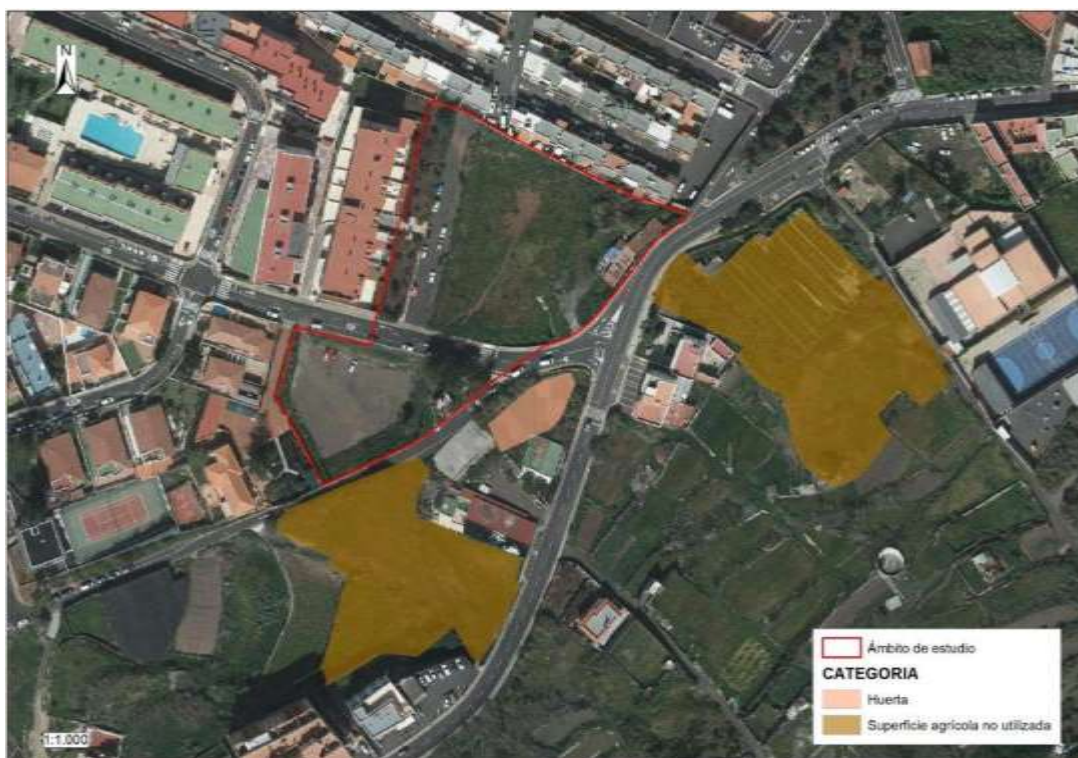 N
Ámbito de estudio
CATEGORIA
Huerta
Superficie agrícola no utilizada
1:1.000